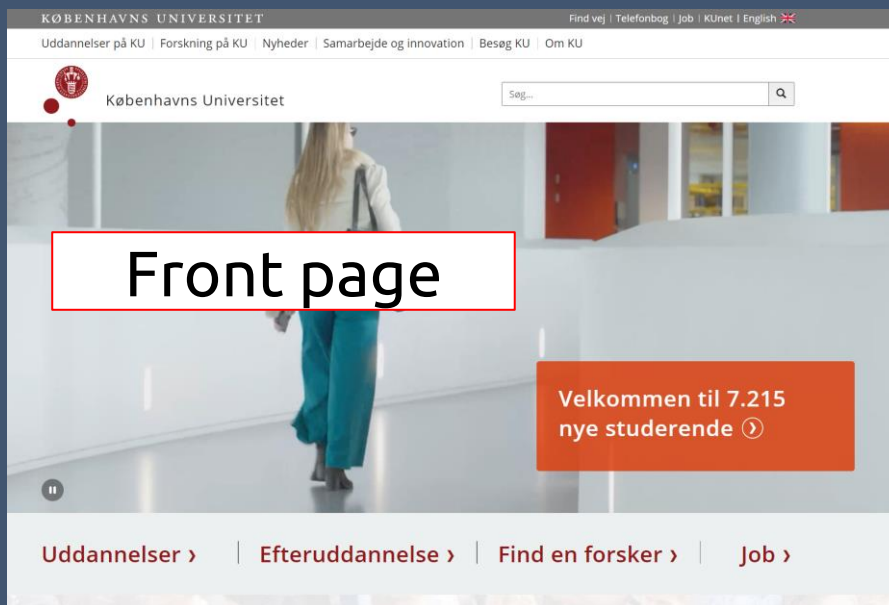 KØBENHAVNS UNIVERSITET
Find vej | Telefonbog | Job | KUnet | English
Uddannelser på KU | Forskning på KU | Nyheder | Samarbejde og innovation | Besøg KU | Om KU
Københavns Universitet
Søg...
Front page
Velkommen til 7.215
nye studerende
Uddannelser › | Efteruddannelse › | Find en forsker › | Job ›